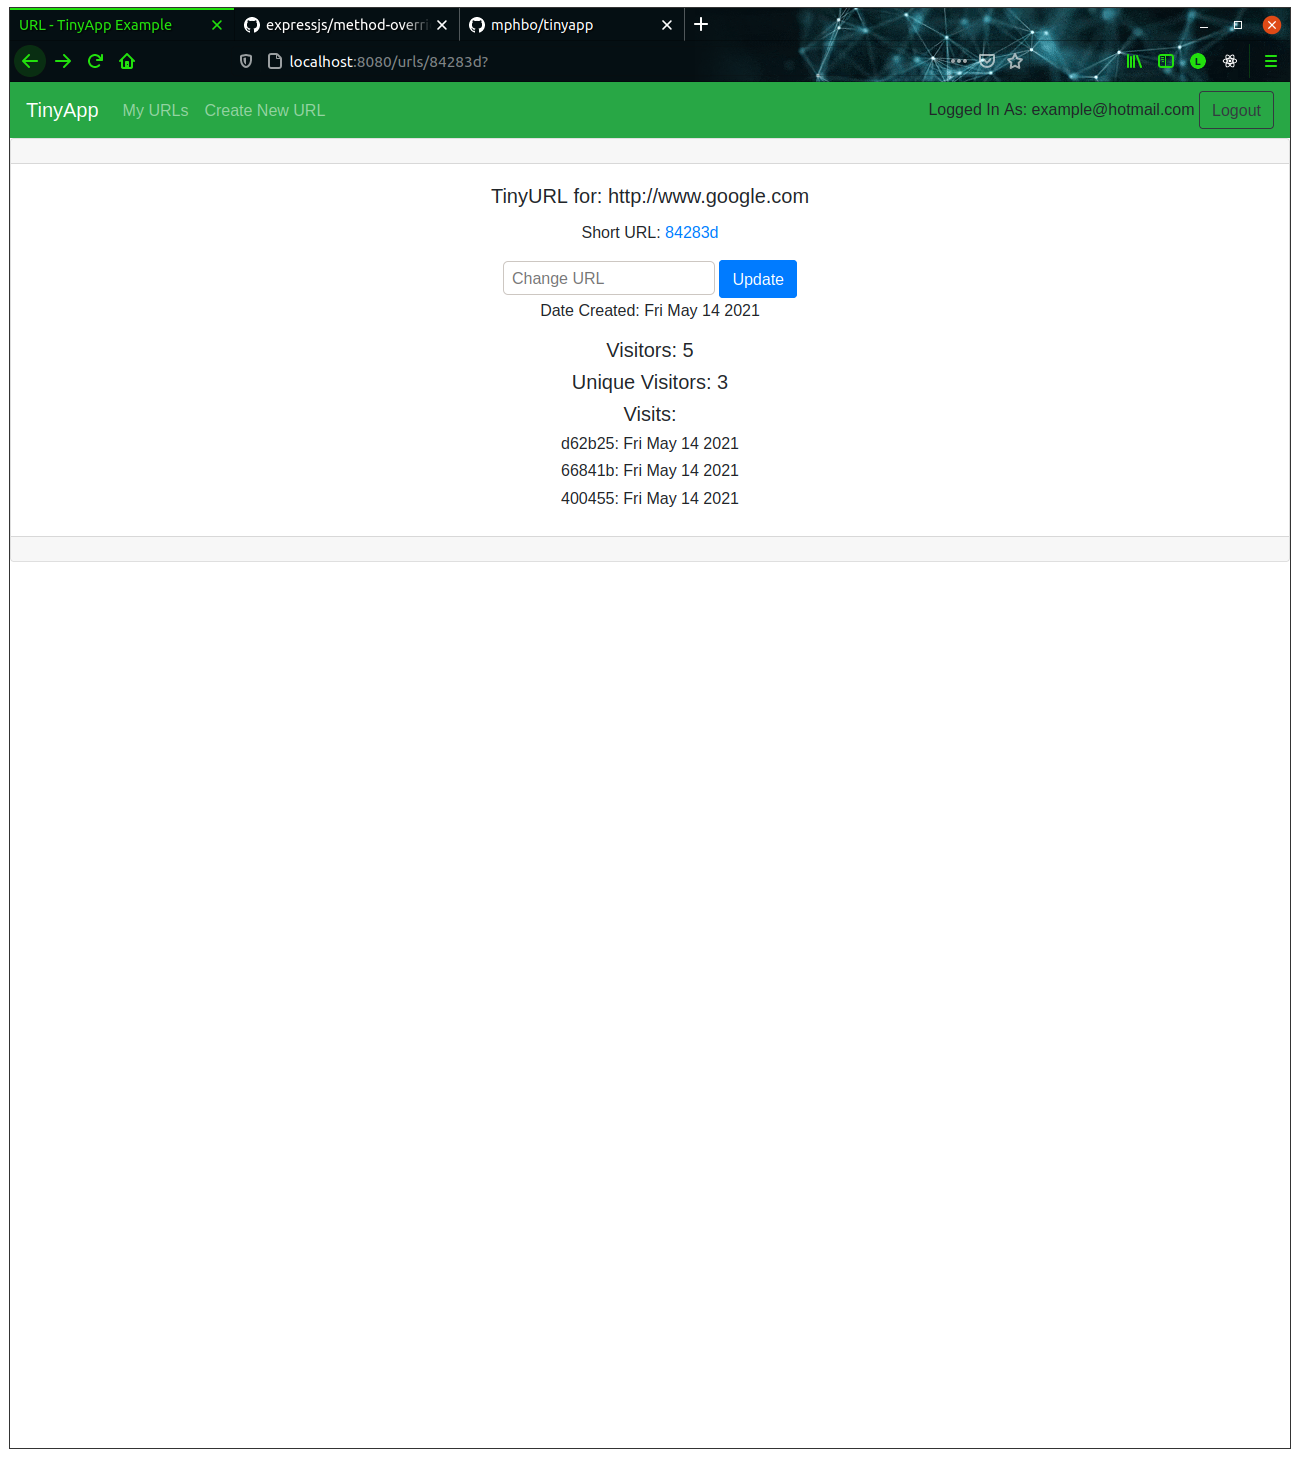 URL - TinyApp Example
expressjs/method-overri
mphbo/tinyapp
localhost:8080/urls/84283d?
L
TinyApp My URLs Create New URL Logged In As: example@hotmail.com Logout
TinyURL for: http://www.google.com
Short URL: 84283d
Change URL Update
Date Created: Fri May 14 2021
Visitors: 5
Unique Visitors: 3
Visits:
d62b25: Fri May 14 2021
66841b: Fri May 14 2021
400455: Fri May 14 2021